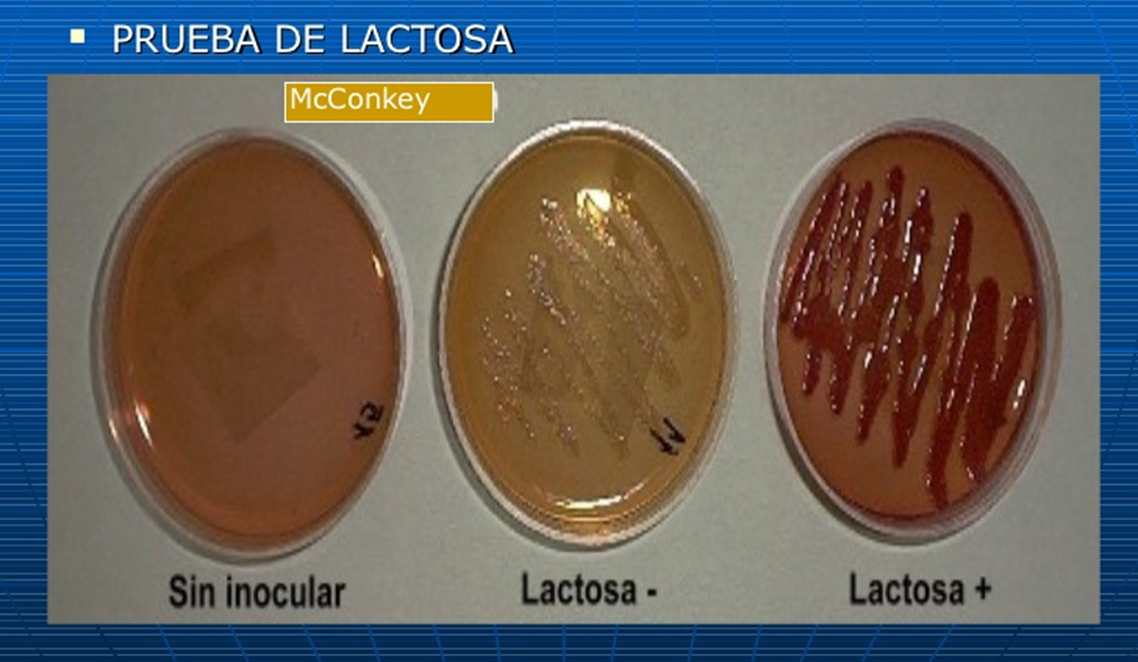 PRUEBA DE LACTOSA
McConkey
Sin inocular
Lactosa -
Lactosa +